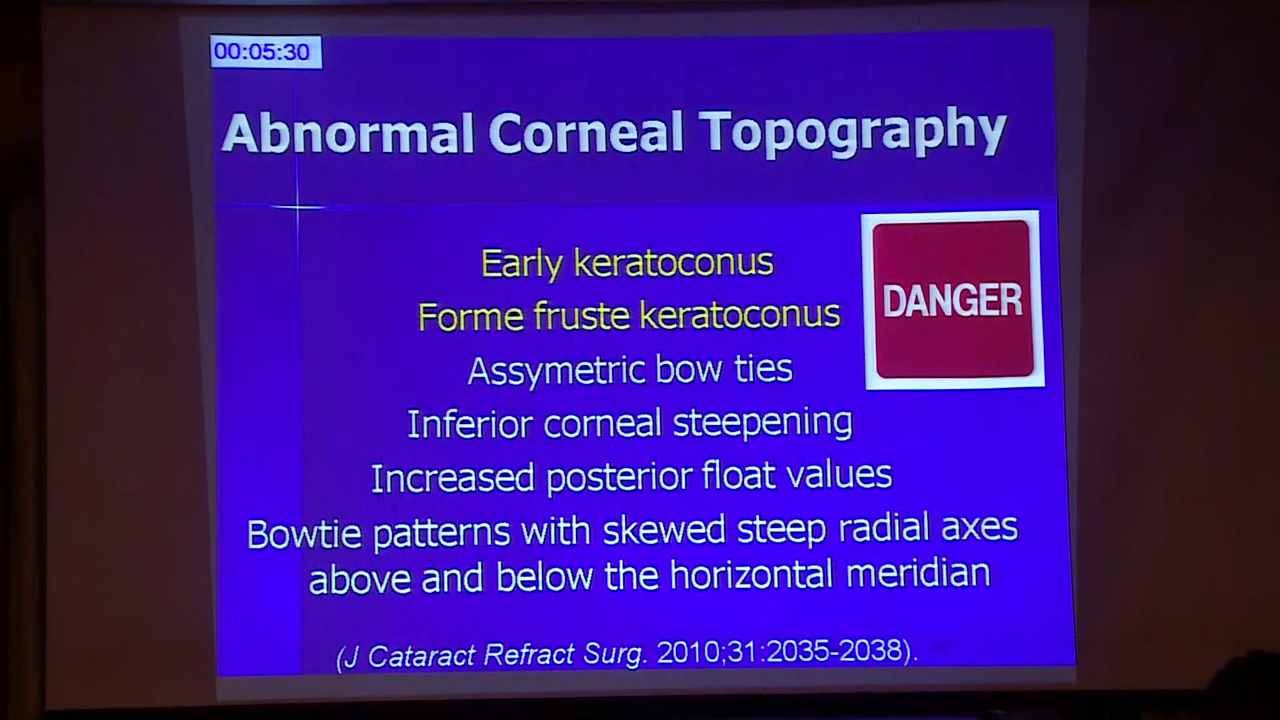 00:05:30
Abnormal Corneal Topography
Early keratoconus
Forme fruste keratoconus
DANGER
Assymetric bow ties
Inferior corneal steepening
Increased posterior float values
Bowtie patterns with skewed steep radial axes
above and below the horizontal meridian
(J Cataract Refract Surg. 2010;31:2035-2038).